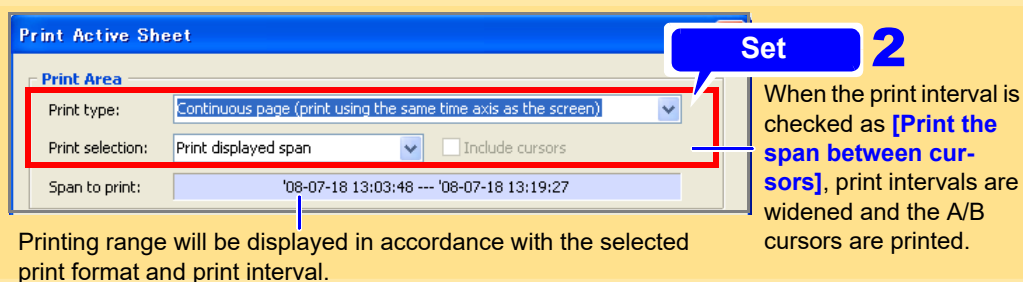 Print Active Sheet
Set
2
Print Area
Print type: Continuous page (print using the same time axis as the screen)
Print selection: Print displayed span Include cursors
Span to print: '08-07-18 13:03:48 --- '08-07-18 13:19:27
When the print interval is
checked as [Print the
span between cur-
sors], print intervals are
widened and the A/B
cursors are printed.
Printing range will be displayed in accordance with the selected
print format and print interval.